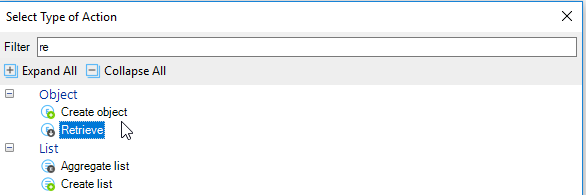 Select Type of Action
Filter re
Expand All Collapse All
Object
Create object
Retrieve
List
Aggregate list
Create list